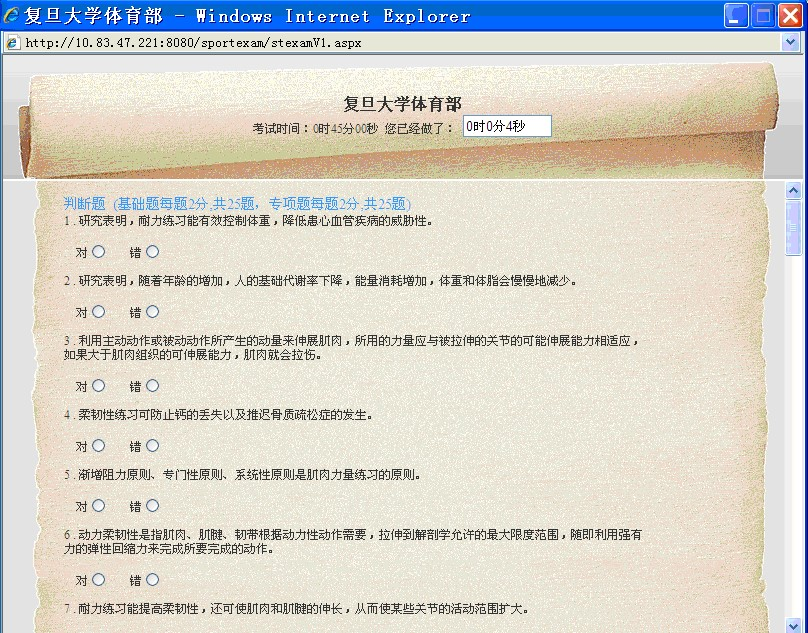 复旦大学体育部 - Windows Internet Explorer
http://10.83.47.221:8080/sportexam/stexamV1.aspx
复旦大学体育部
考试时间：0时45分00秒 您已经做了： 0时0分4秒
判断题 (基础题每题2分,共25题，专项题每题2分,共25题)
1 . 研究表明，耐力练习能有效控制体重，降低患心血管疾病的威胁性。
对 错
2 . 研究表明，随着年龄的增加，人的基础代谢率下降，能量消耗增加，体重和体脂会慢慢地减少。
对 错
3 . 利用主动动作或被动动作所产生的动量来伸展肌肉，所用的力量应与被拉伸的关节的可能伸展能力相适应，
如果大于肌肉组织的可伸展能力，肌肉就会拉伤。
对 错
4 . 柔韧性练习可防止钙的丢失以及推迟骨质疏松症的发生。
对 错
5 . 渐增阻力原则、专门性原则、系统性原则是肌肉力量练习的原则。
对 错
6 . 动力柔韧性是指肌肉、肌腱、韧带根据动力性动作需要，拉伸到解剖学允许的最大限度范围，随即利用强有
力的弹性回缩力来完成所要完成的动作。
对 错
7 . 耐力练习能提高柔韧性，还可使肌肉和肌腱的伸长，从而使某些关节的活动范围扩大。